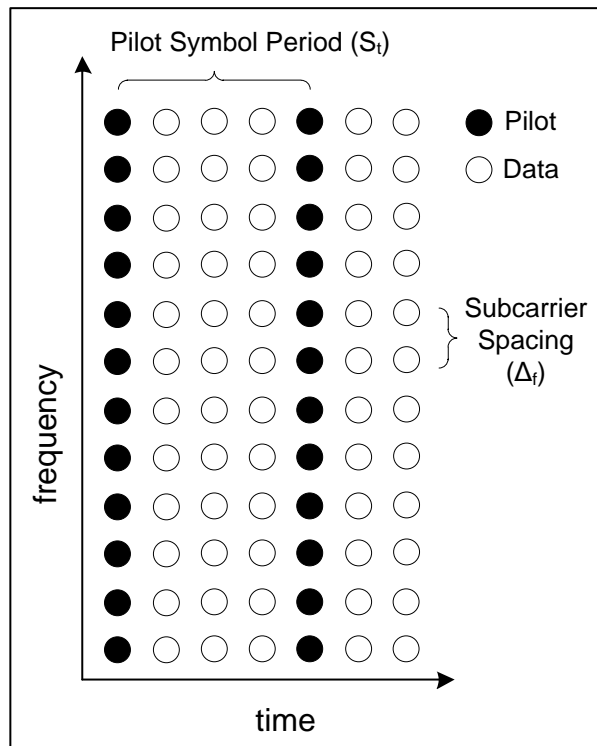 Pilot Symbol Period (Sₜ)
Pilot
Data
Subcarrier
Spacing
(Δf)
frequency
time